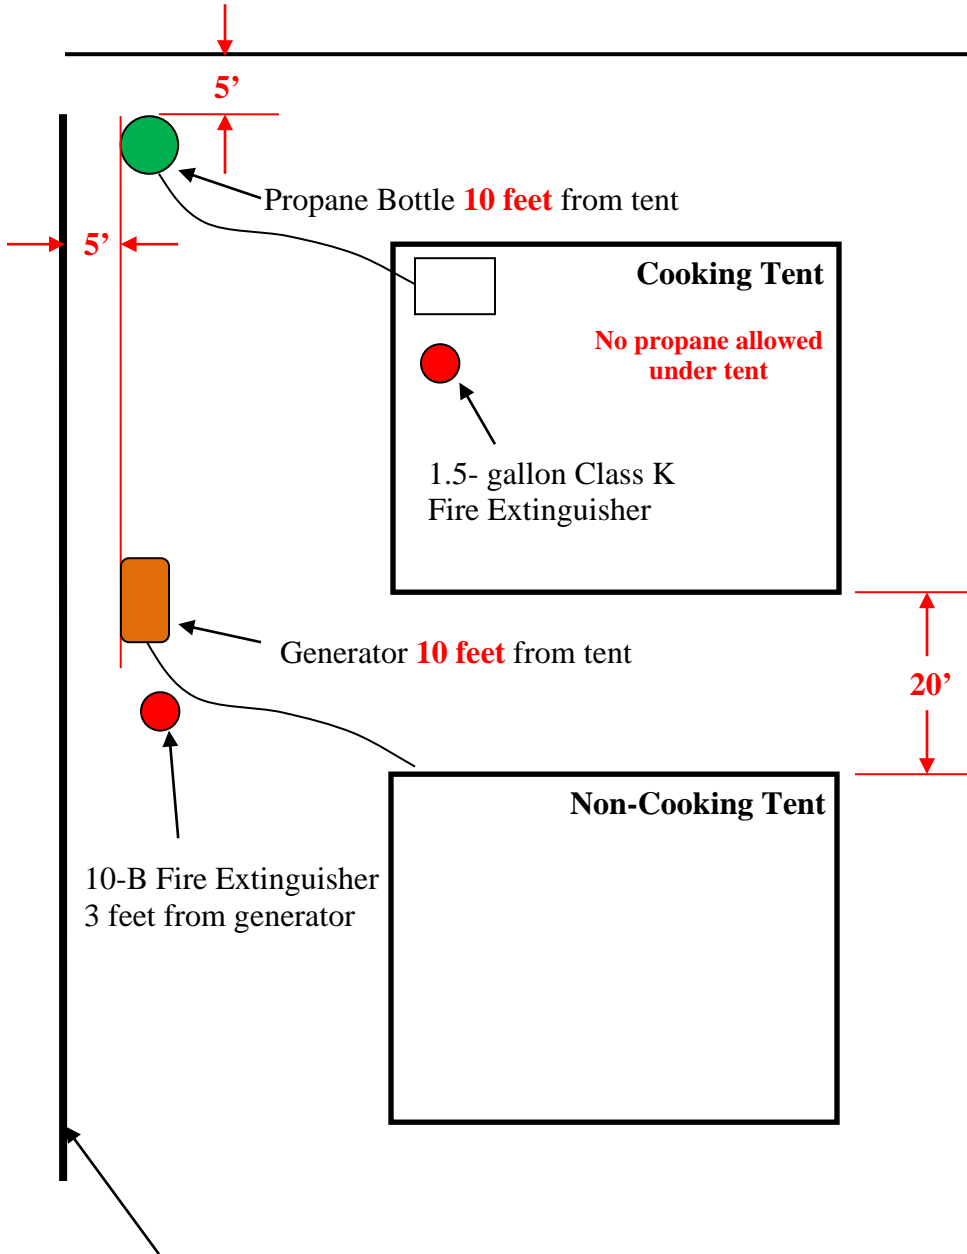 5’
Propane Bottle 10 feet from tent
5’
Cooking Tent
No propane allowed
under tent
1.5- gallon Class K
Fire Extinguisher
Generator 10 feet from tent
20’
Non-Cooking Tent
10-B Fire Extinguisher
3 feet from generator